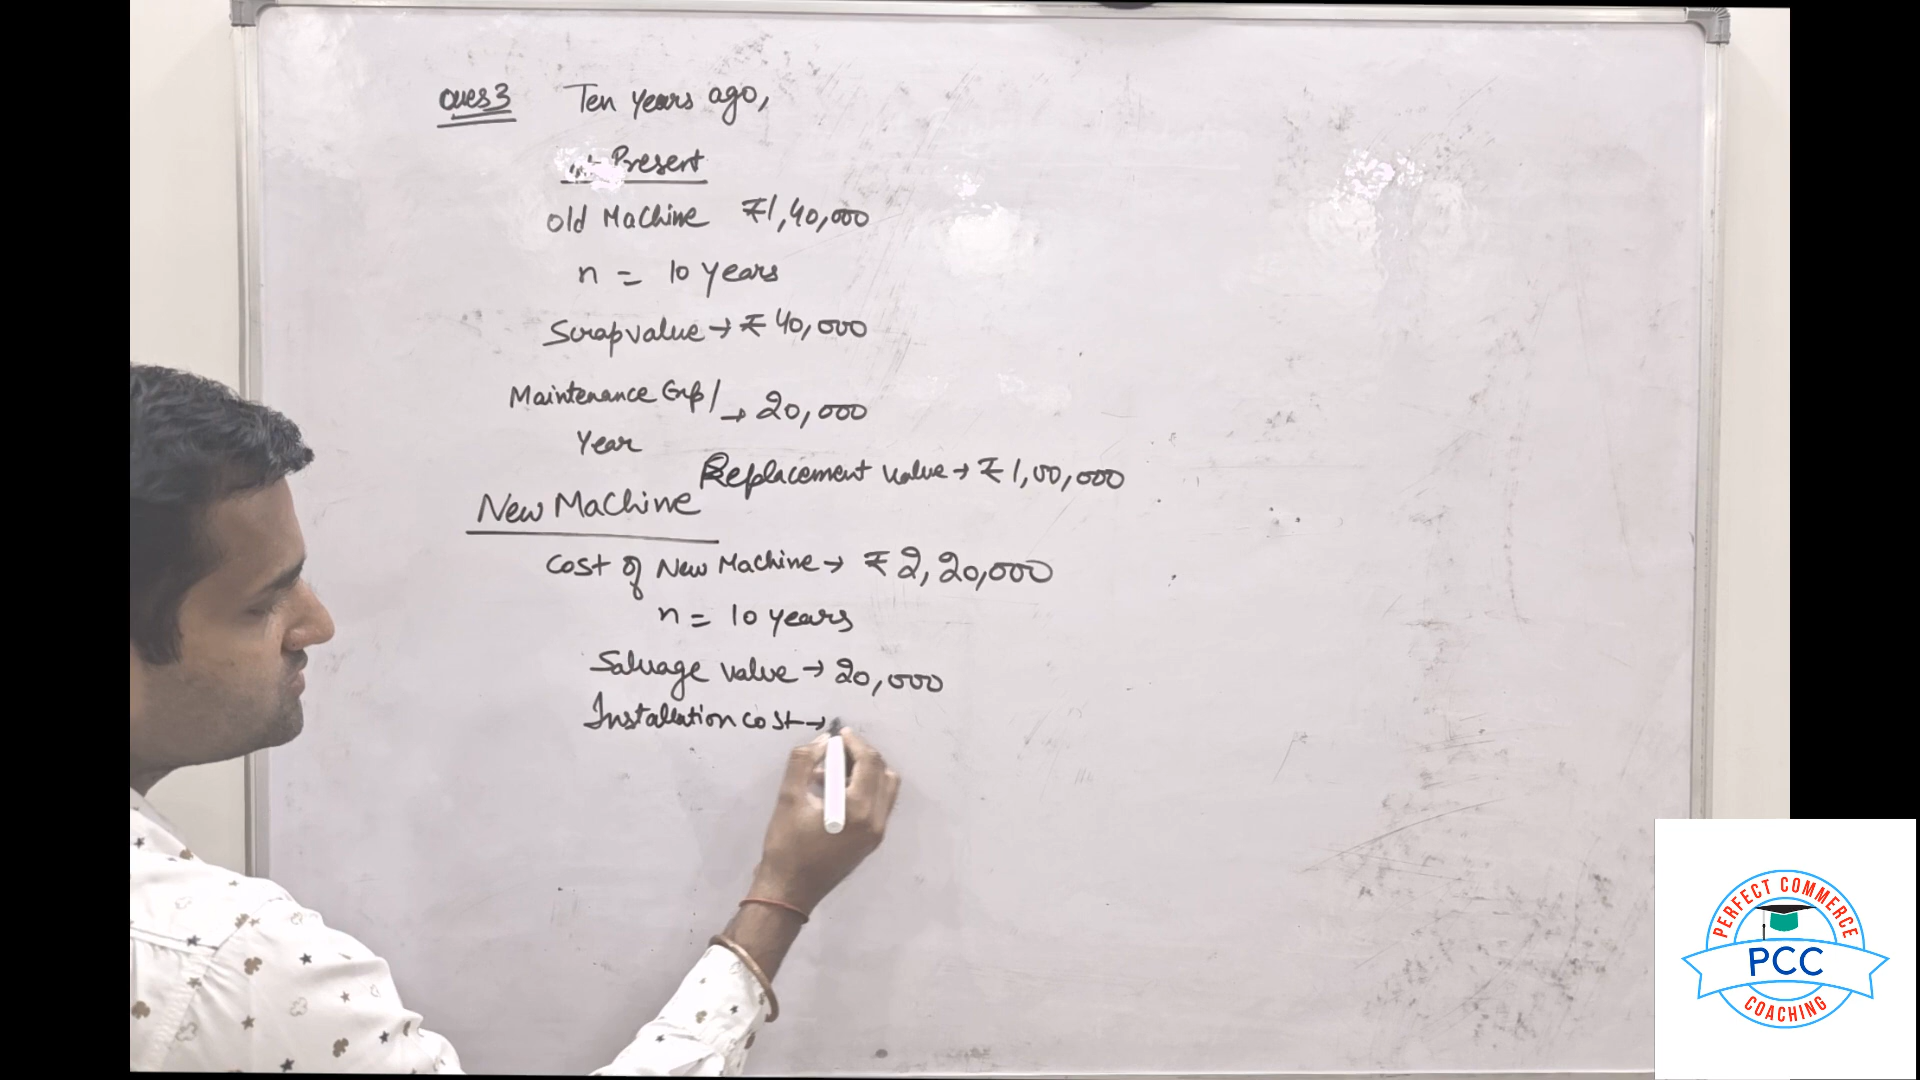 Ques3 Ten years ago,
Present
Old Machine ₹1,40,000
n = 10 years
Scrap value → ₹40,000
Maintenance Exp/
Year → 20,000
Replacement value → ₹1,00,000
New Machine
Cost of New Machine → ₹2,20,000
n = 10 years
Salvage value → 20,000
Installation cost →
PERFECT COMMERCE
PCC
COACHING